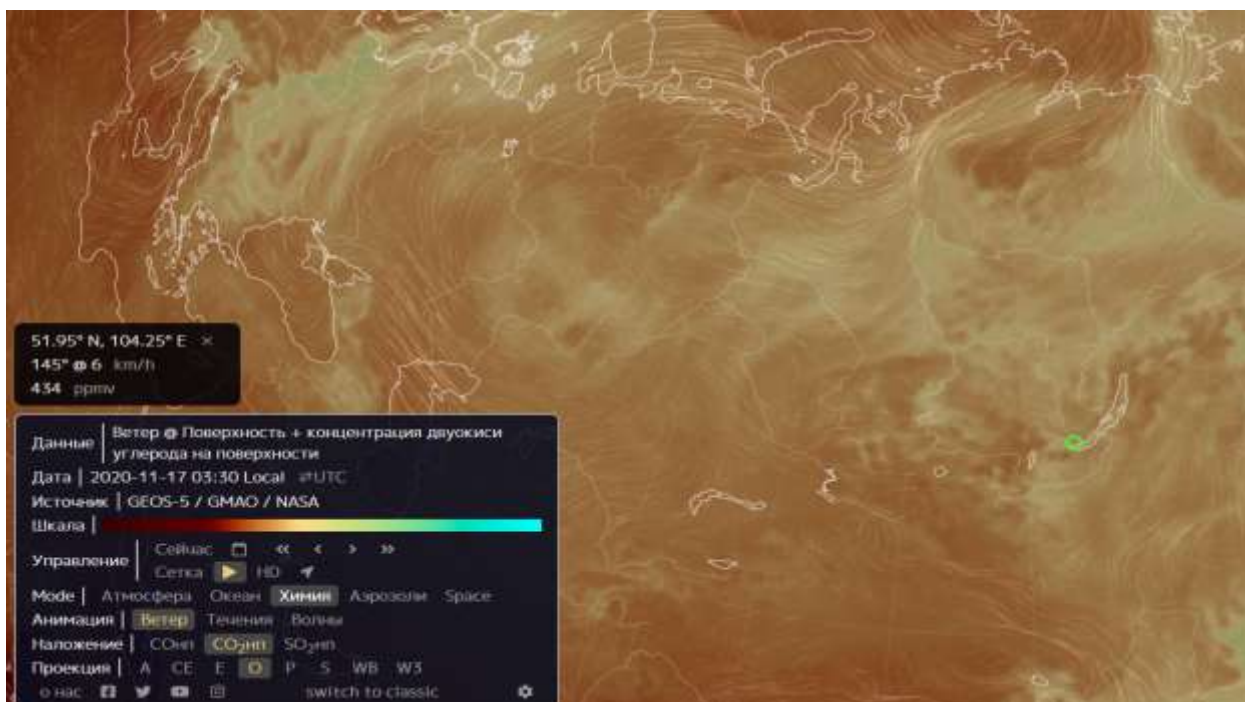 51.95° N, 104.25° E ×
145° @ 6 km/h
434 ppmv
Данные | Ветер @ Поверхность + концентрация двуокиси
углерода на поверхности
Дата | 2020-11-17 03:30 Local ⇄UTC
Источник | GEOS-5 / GMAO / NASA
Шкала |
Управление | Сейчас « ‹ › »
Сетка HD
Mode | Атмосфера Океан Химия Аэрозоли Space
Анимация | Ветер Течения Волны
Наложение | COнп CO₂нп SO₂нп
Проекция | A CE E O P S WB W3
о нас switch to classic